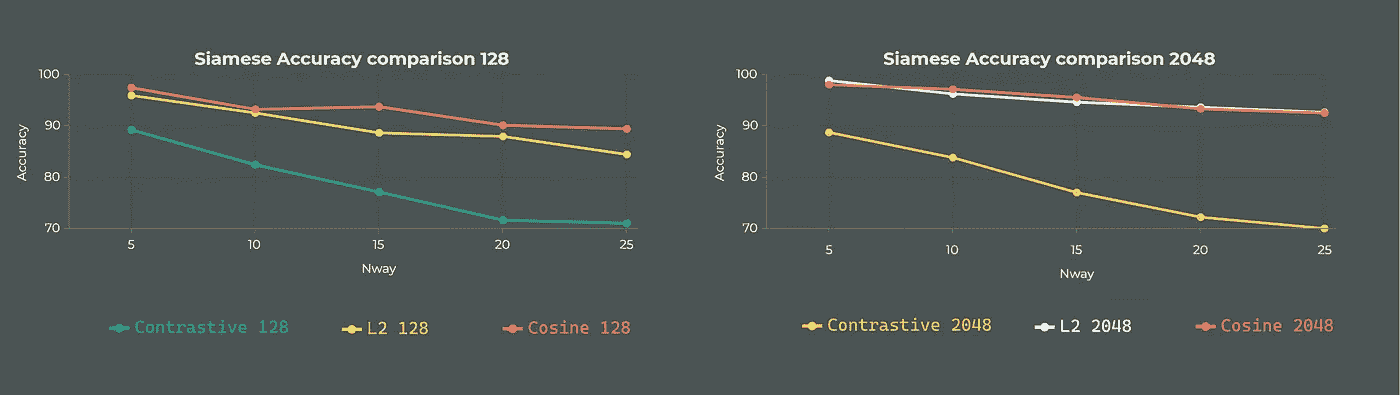 Siamese Accuracy comparison 128
100
90
80
70
Accuracy
5 10 15 20 25
Nway
Contrastive 128 L2 128 Cosine 128
Siamese Accuracy comparison 2048
100
90
80
70
Accuracy
5 10 15 20 25
Nway
Contrastive 2048 L2 2048 Cosine 2048